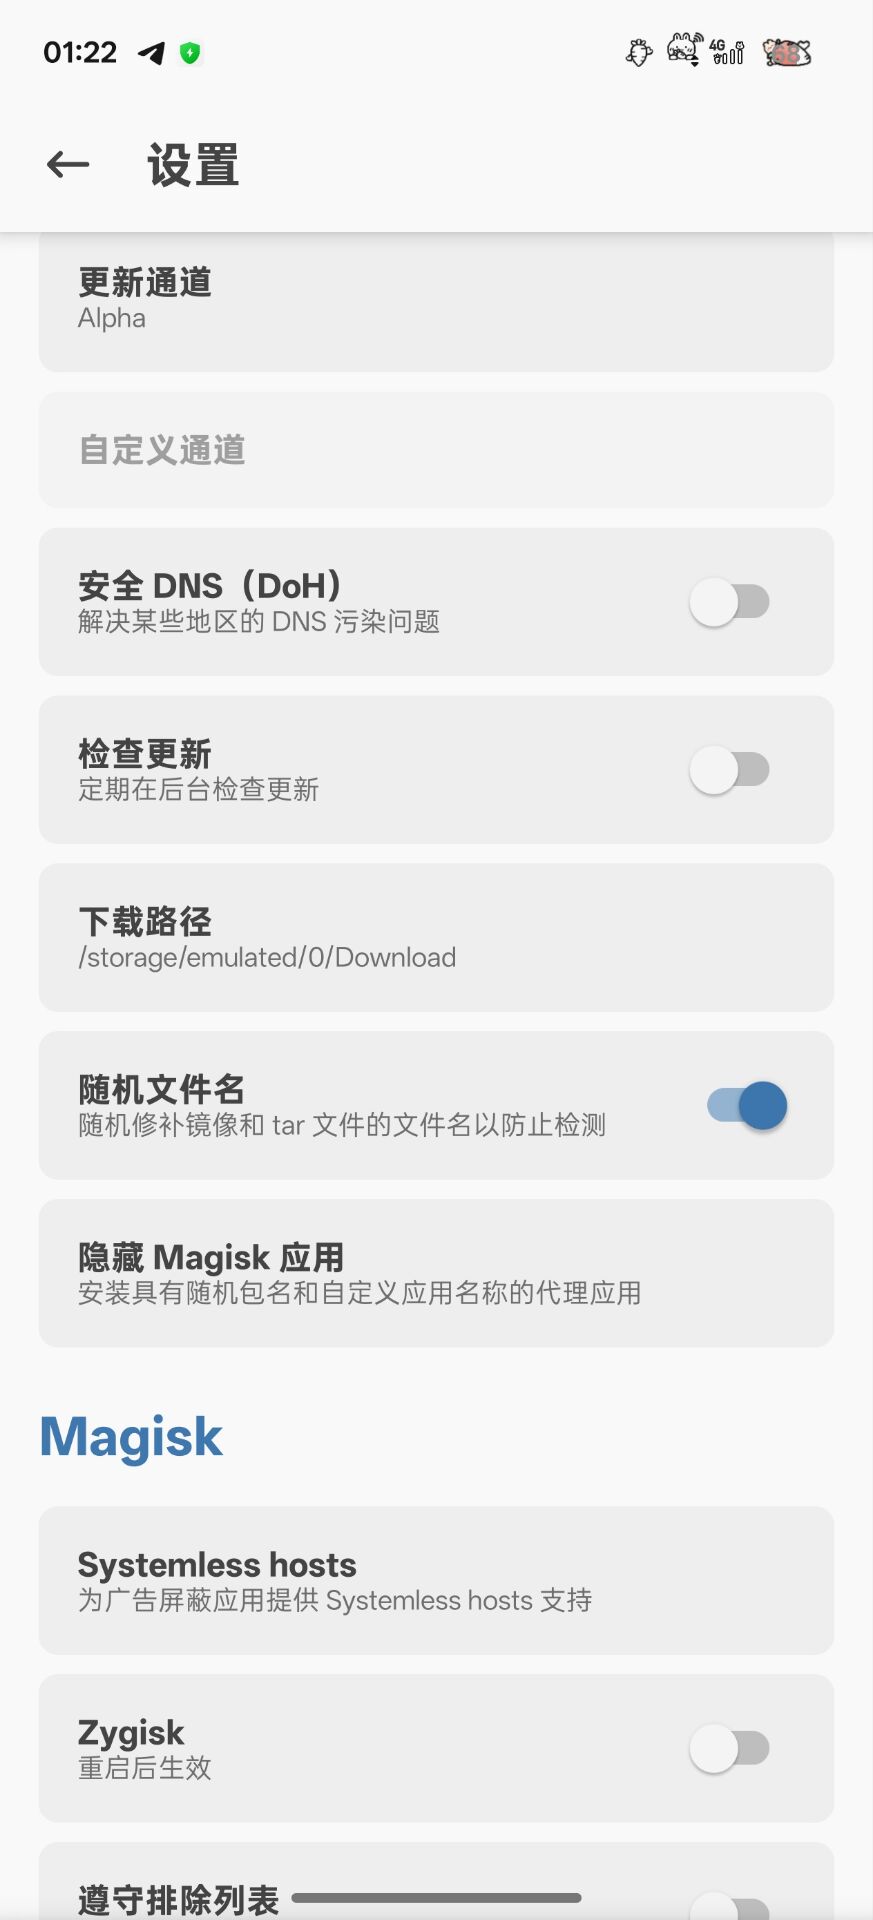 01:22
4G
68
设置
更新通道
Alpha
自定义通道
安全 DNS（DoH）
解决某些地区的 DNS 污染问题
检查更新
定期在后台检查更新
下载路径
/storage/emulated/0/Download
随机文件名
随机修补镜像和 tar 文件的文件名以防止检测
隐藏 Magisk 应用
安装具有随机包名和自定义应用名称的代理应用
Magisk
Systemless hosts
为广告屏蔽应用提供 Systemless hosts 支持
Zygisk
重启后生效
遵守排除列表